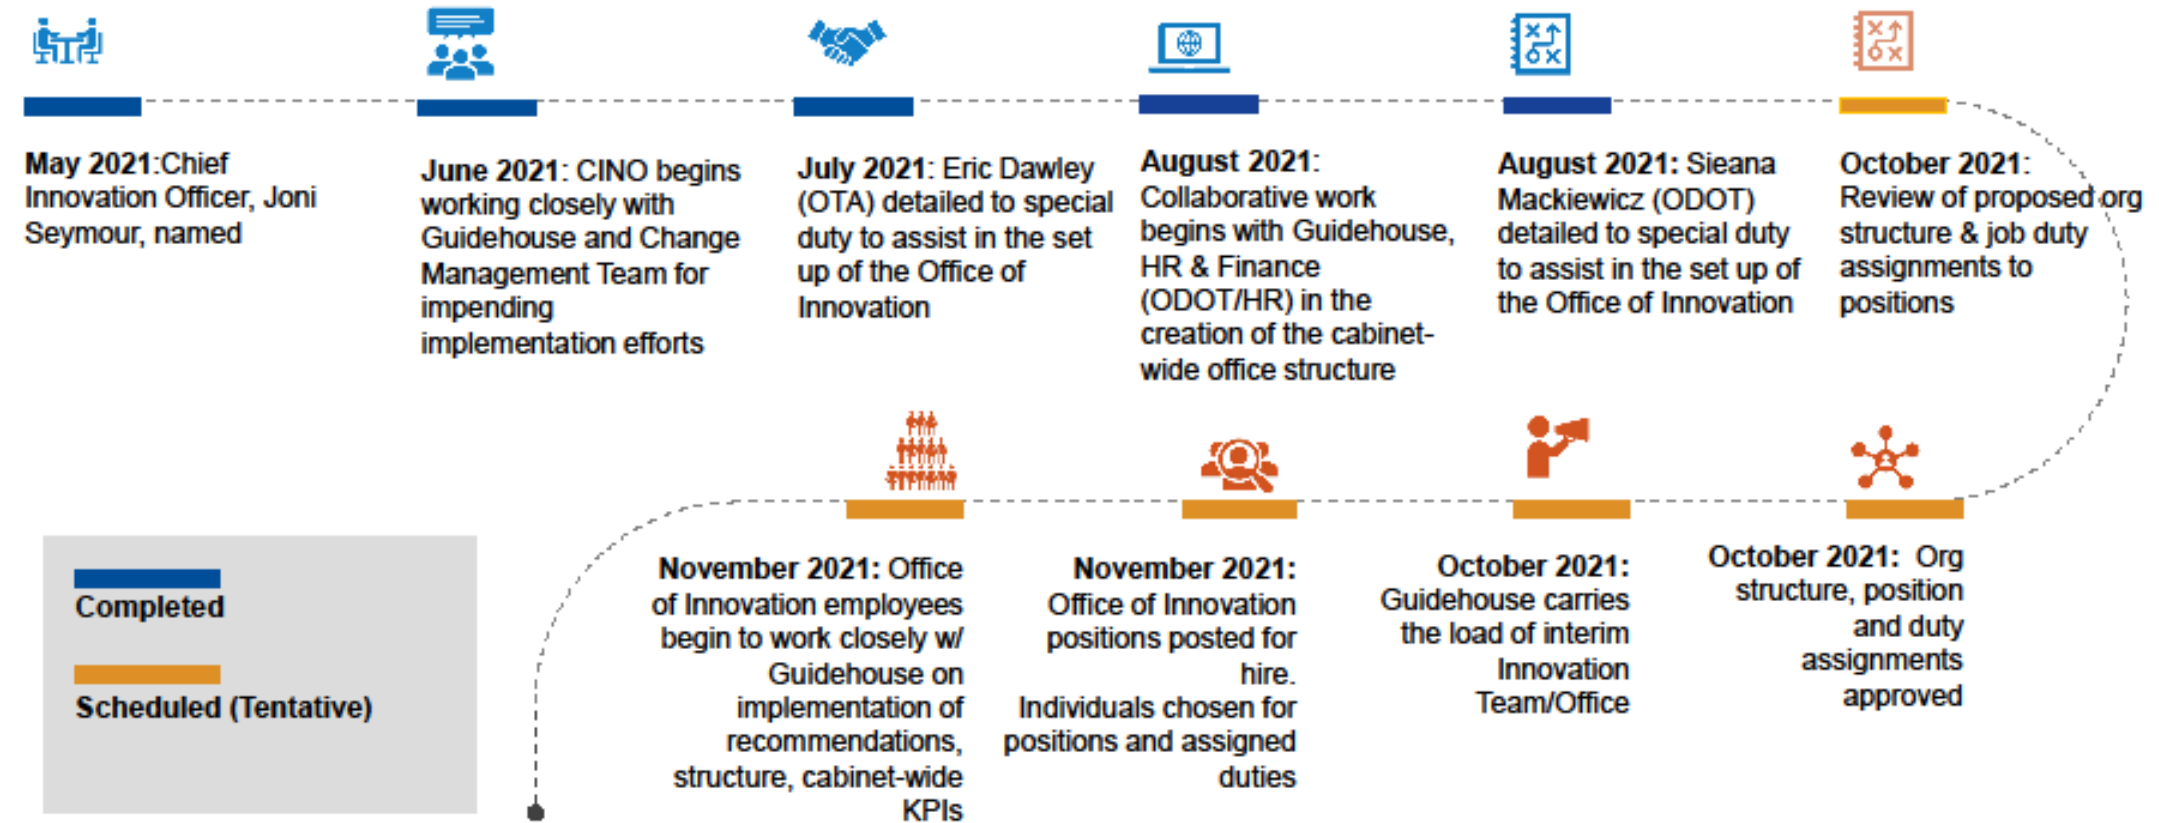 May 2021:Chief
Innovation Officer, Joni
Seymour, named
June 2021: CINO begins
working closely with
Guidehouse and Change
Management Team for
impending
implementation efforts
July 2021: Eric Dawley
(OTA) detailed to special
duty to assist in the set
up of the Office of
Innovation
August 2021:
Collaborative work
begins with Guidehouse,
HR & Finance
(ODOT/HR) in the
creation of the cabinet-
wide office structure
August 2021: Sieana
Mackiewicz (ODOT)
detailed to special duty
to assist in the set up of
the Office of Innovation
October 2021:
Review of proposed org
structure & job duty
assignments to
positions
October 2021: Org
structure, position
and duty
assignments
approved
October 2021:
Guidehouse carries
the load of interim
Innovation
Team/Office
November 2021:
Office of Innovation
positions posted for
hire.
Individuals chosen for
positions and assigned
duties
November 2021: Office
of Innovation employees
begin to work closely w/
Guidehouse on
implementation of
recommendations,
structure, cabinet-wide
KPIs
Completed
Scheduled (Tentative)